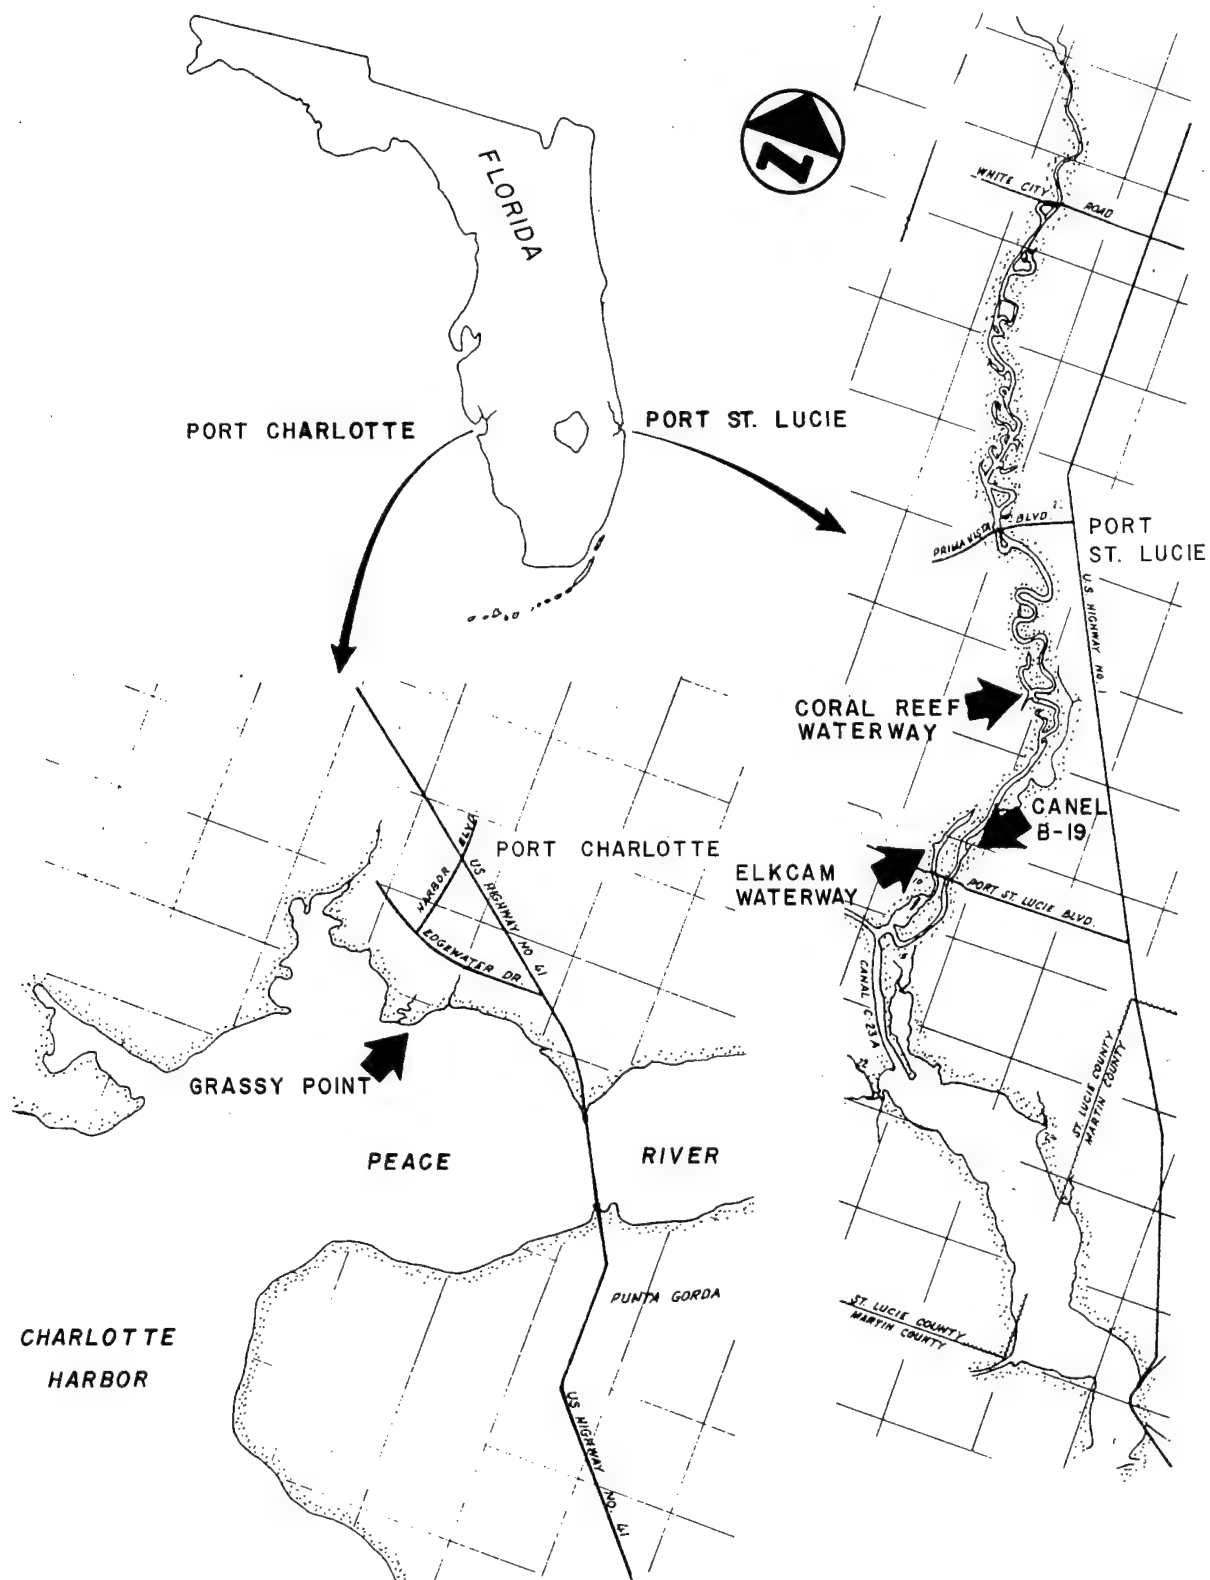 FLORIDA
N
WHITE CITY ROAD
PORT CHARLOTTE
PORT ST. LUCIE
PRIMA VISTA BLVD.
PORT
ST. LUCIE
U.S. HIGHWAY NO. 1
CORAL REEF
WATERWAY
CANEL
B-19
ELKCAM
WATERWAY
PORT ST. LUCIE BLVD.
CANAL C-23A
ST. LUCIE COUNTY
MARTIN COUNTY
ST. LUCIE COUNTY
MARTIN COUNTY
PORT CHARLOTTE
HARBOR BLVD.
US HIGHWAY NO 41
EDGEWATER DR.
GRASSY POINT
PEACE RIVER
PUNTA GORDA
CHARLOTTE
HARBOR
US HIGHWAY NO. 41